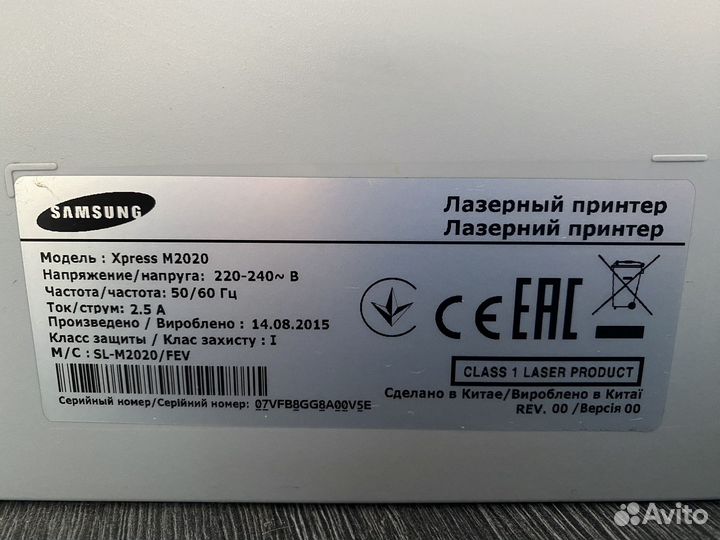 SAMSUNG
Лазерный принтер
Лазерний принтер
Модель : Xpress M2020
Напряжение/напруга: 220-240~ В
Частота/частота: 50/60 Гц
Ток/струм: 2.5 А
Произведено / Вироблено : 14.08.2015
Класс защиты / Клас захисту : I
М/С : SL-M2020/FEV
CE EAC
CLASS 1 LASER PRODUCT
Сделано в Китае/Вироблено в Китаї
REV. 00 /Версія 00
Серийный номер/Серійний номер: 07VFB8GG8A00V5E
Avito